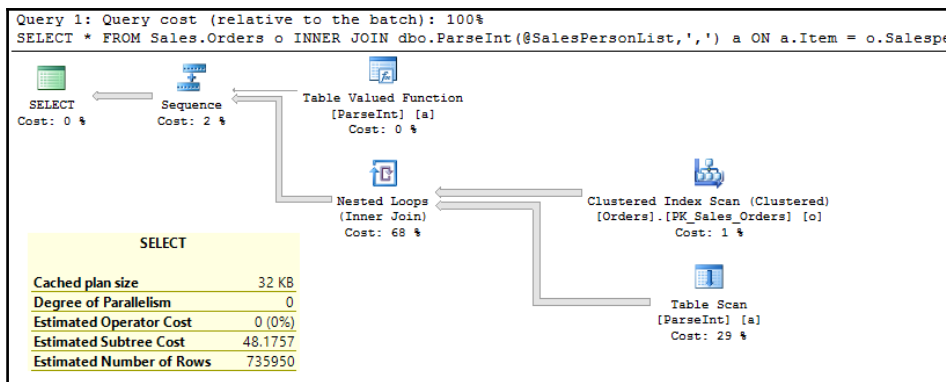 Query 1: Query cost (relative to the batch): 100%
SELECT * FROM Sales.Orders o INNER JOIN dbo.ParseInt(@SalesPersonList,',') a ON a.Item = o.Salespe
SELECT
Cost: 0 %
Sequence
Cost: 2 %
Table Valued Function
[ParseInt] [a]
Cost: 0 %
Nested Loops
(Inner Join)
Cost: 68 %
Clustered Index Scan (Clustered)
[Orders].[PK_Sales_Orders] [o]
Cost: 1 %
Table Scan
[ParseInt] [a]
Cost: 29 %
SELECT
Cached plan size 32 KB
Degree of Parallelism 0
Estimated Operator Cost 0 (0%)
Estimated Subtree Cost 48.1757
Estimated Number of Rows 735950